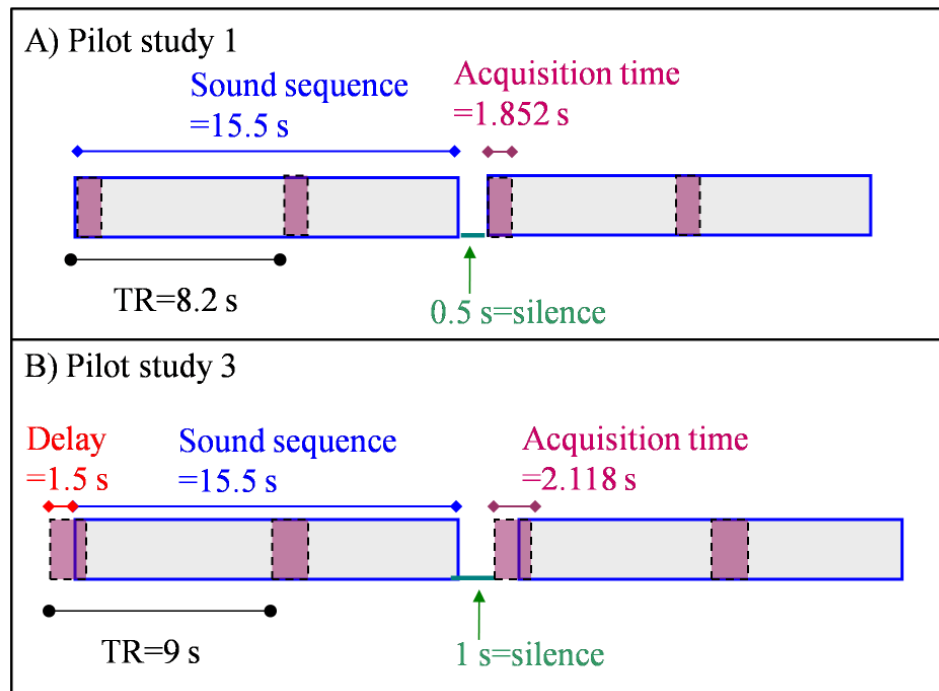 A) Pilot study 1
Sound sequence
=15.5 s
Acquisition time
=1.852 s
TR=8.2 s
0.5 s=silence
B) Pilot study 3
Delay
=1.5 s
Sound sequence
=15.5 s
Acquisition time
=2.118 s
TR=9 s
1 s=silence